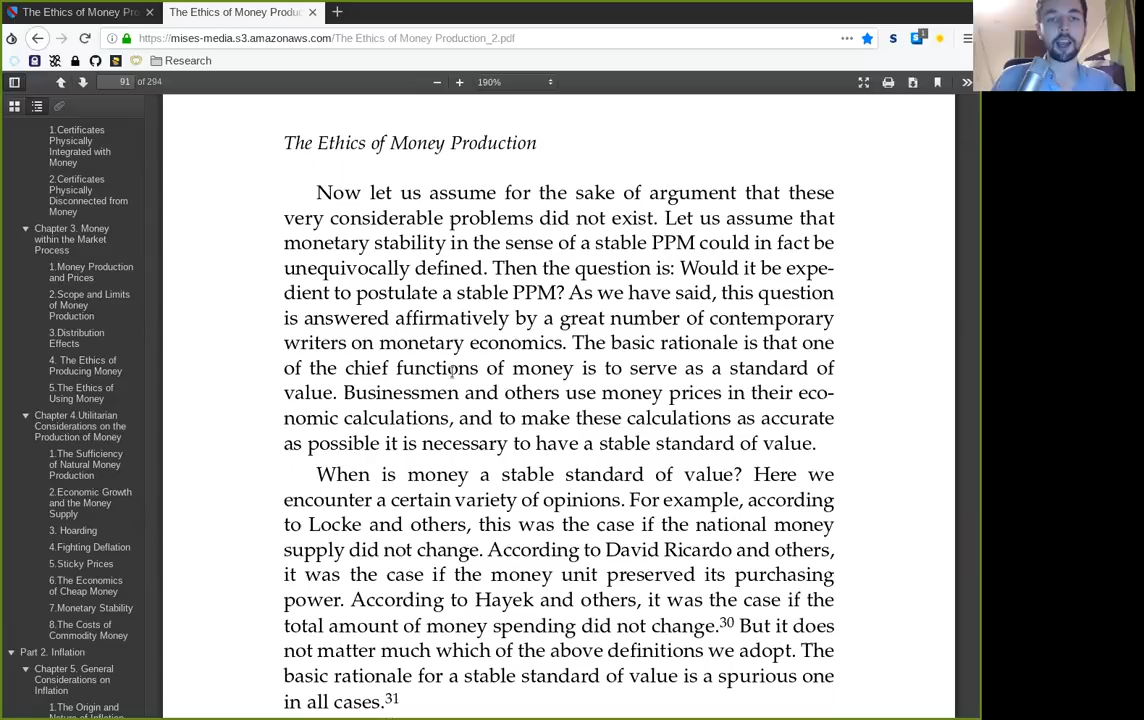 The Ethics of Money Produ
The Ethics of Money Produc
https://mises-media.s3.amazonaws.com/The Ethics of Money Production_2.pdf
Research
91 of 294
190%
1.Certificates
Physically
Integrated with
Money
2.Certificates
Physically
Disconnected from
Money
Chapter 3. Money
within the Market
Process
1.Money Production
and Prices
2.Scope and Limits
of Money
Production
3.Distribution
Effects
4. The Ethics of
Producing Money
5.The Ethics of
Using Money
Chapter 4.Utilitarian
Considerations on the
Production of Money
1.The Sufficiency
of Natural Money
Production
2.Economic Growth
and the Money
Supply
3. Hoarding
4.Fighting Deflation
5.Sticky Prices
6.The Economics
of Cheap Money
7.Monetary Stability
8.The Costs of
Commodity Money
Part 2. Inflation
Chapter 5. General
Considerations on
Inflation
1.The Origin and
Nature of Inflation
The Ethics of Money Production
Now let us assume for the sake of argument that these
very considerable problems did not exist. Let us assume that
monetary stability in the sense of a stable PPM could in fact be
unequivocally defined. Then the question is: Would it be expe-
dient to postulate a stable PPM? As we have said, this question
is answered affirmatively by a great number of contemporary
writers on monetary economics. The basic rationale is that one
of the chief functions of money is to serve as a standard of
value. Businessmen and others use money prices in their eco-
nomic calculations, and to make these calculations as accurate
as possible it is necessary to have a stable standard of value.
When is money a stable standard of value? Here we
encounter a certain variety of opinions. For example, according
to Locke and others, this was the case if the national money
supply did not change. According to David Ricardo and others,
it was the case if the money unit preserved its purchasing
power. According to Hayek and others, it was the case if the
total amount of money spending did not change.30 But it does
not matter much which of the above definitions we adopt. The
basic rationale for a stable standard of value is a spurious one
in all cases.31